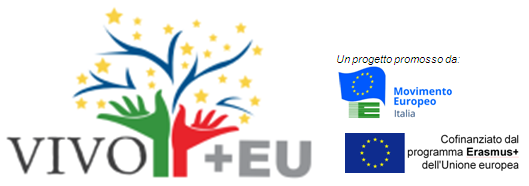 VIVO +EU
Un progetto promosso da:
Movimento
Europeo
Italia
Cofinanziato dal
programma Erasmus+
dell'Unione europea